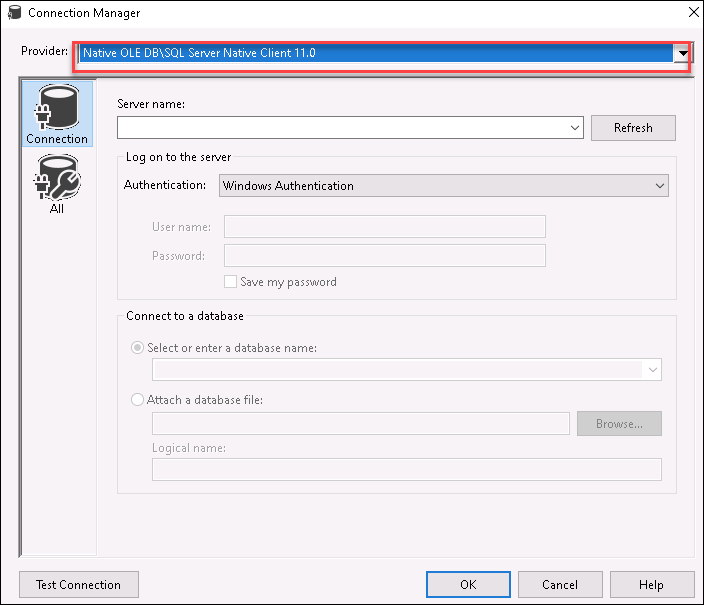 Connection Manager
Provider: Native OLE DB\SQL Server Native Client 11.0
Connection
All
Server name:
Refresh
Log on to the server
Authentication: Windows Authentication
User name:
Password:
Save my password
Connect to a database
Select or enter a database name:
Attach a database file:
Browse...
Logical name:
Test Connection OK Cancel Help